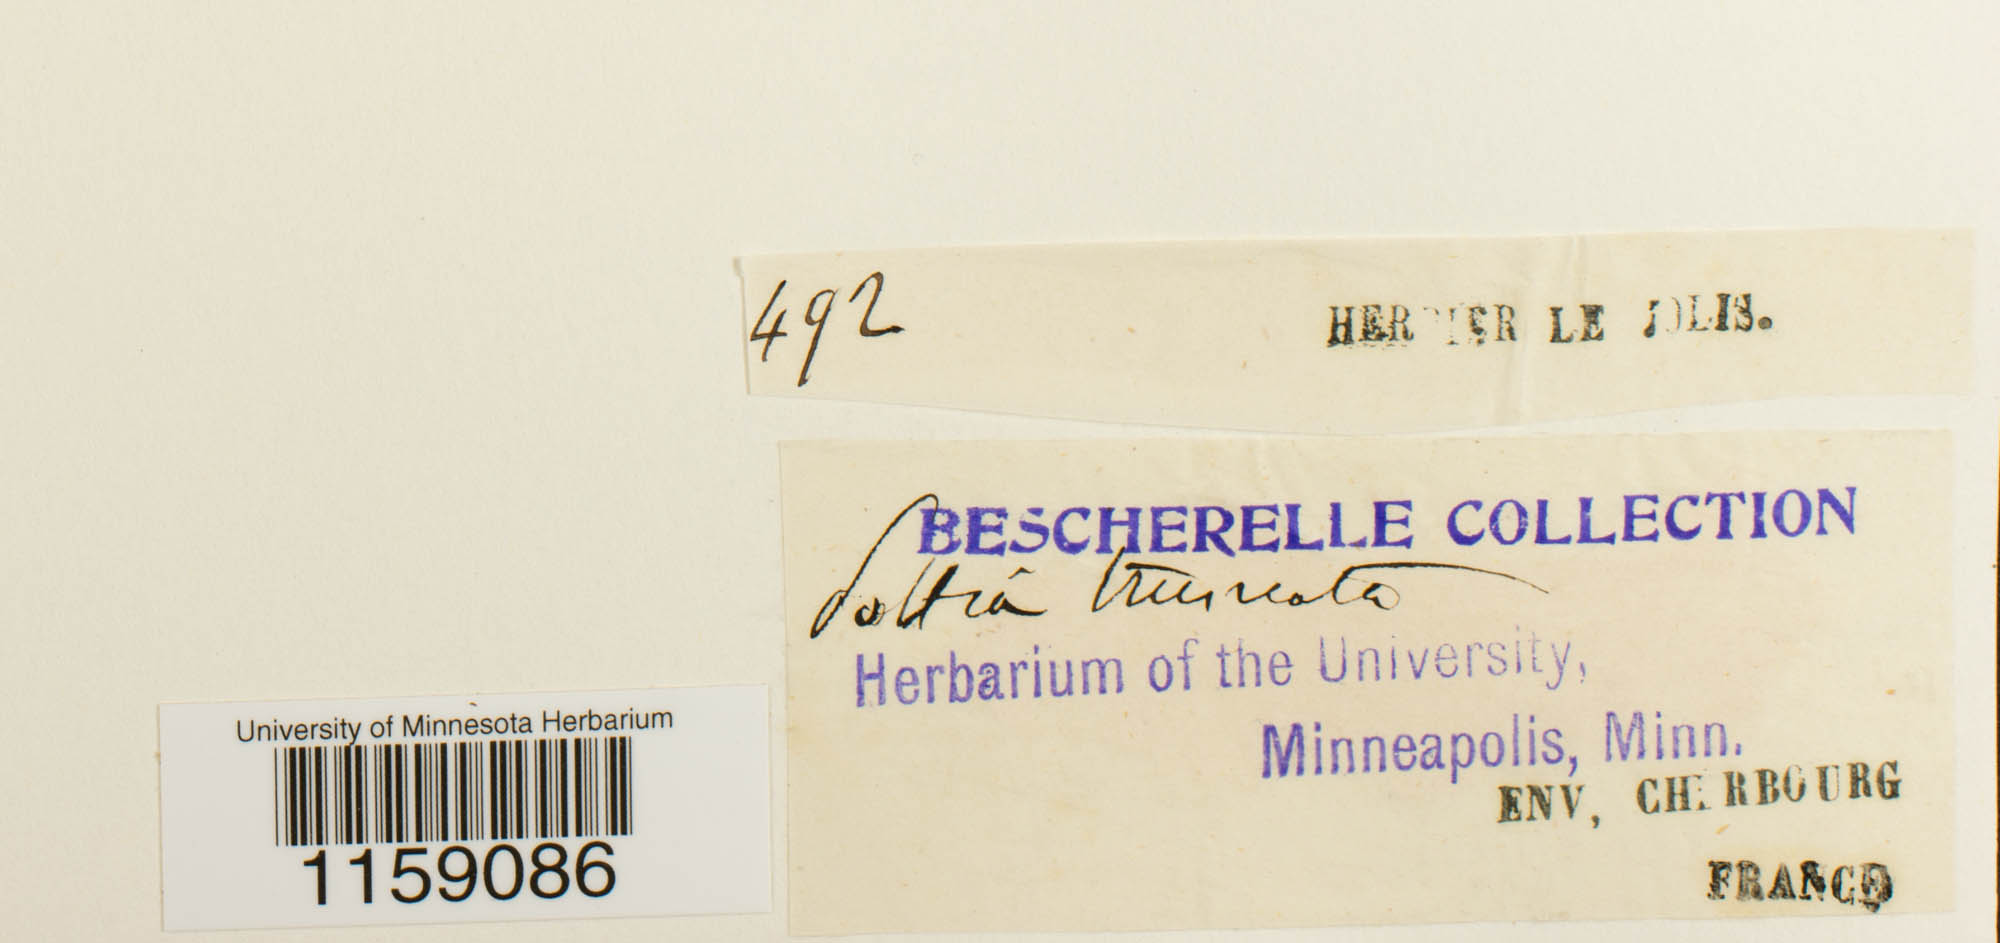 492 HERBIER LE JOLIS.
BESCHERELLE COLLECTION
Pottia truncata
Herbarium of the University,
Minneapolis, Minn.
ENV, CHERBOURG
FRANCE
University of Minnesota Herbarium
1159086